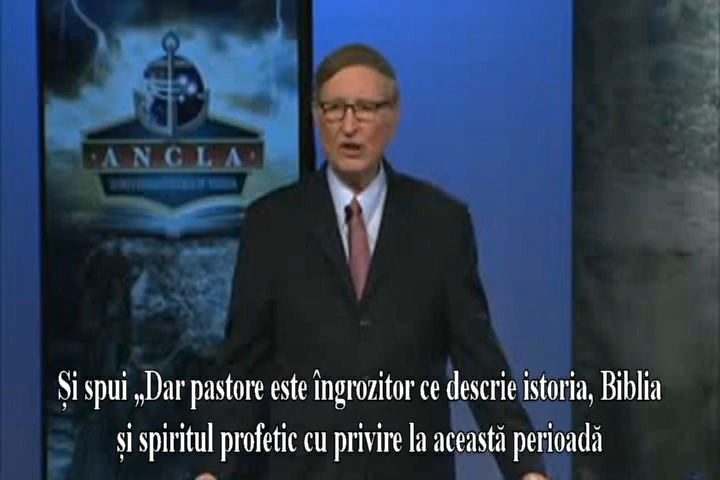 ANCLA
Și spui „Dar pastore este îngrozitor ce descrie istoria, Biblia
și spiritul profetic cu privire la această perioadă